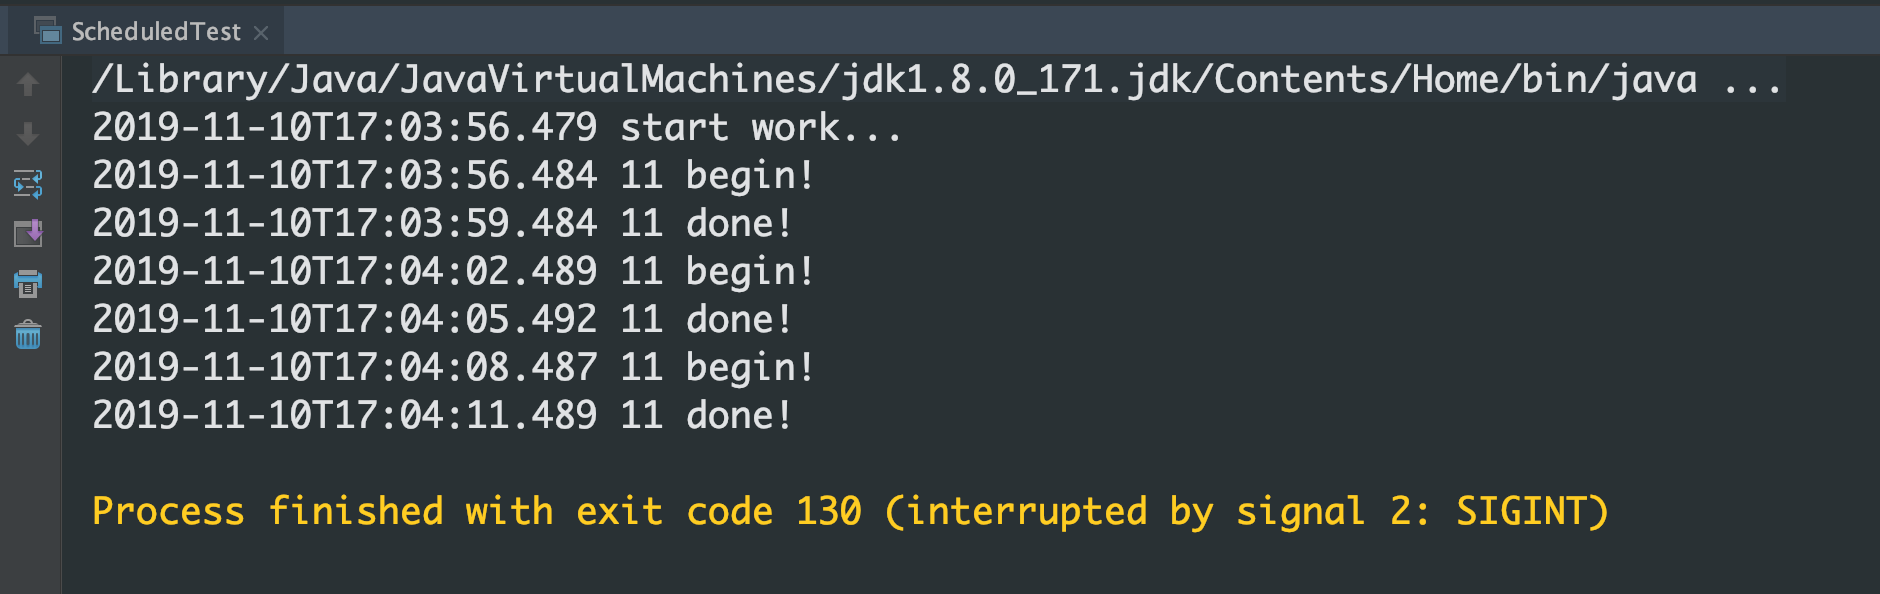 ScheduledTest
/Library/Java/JavaVirtualMachines/jdk1.8.0_171.jdk/Contents/Home/bin/java ...
2019-11-10T17:03:56.479 start work...
2019-11-10T17:03:56.484 11 begin!
2019-11-10T17:03:59.484 11 done!
2019-11-10T17:04:02.489 11 begin!
2019-11-10T17:04:05.492 11 done!
2019-11-10T17:04:08.487 11 begin!
2019-11-10T17:04:11.489 11 done!
Process finished with exit code 130 (interrupted by signal 2: SIGINT)